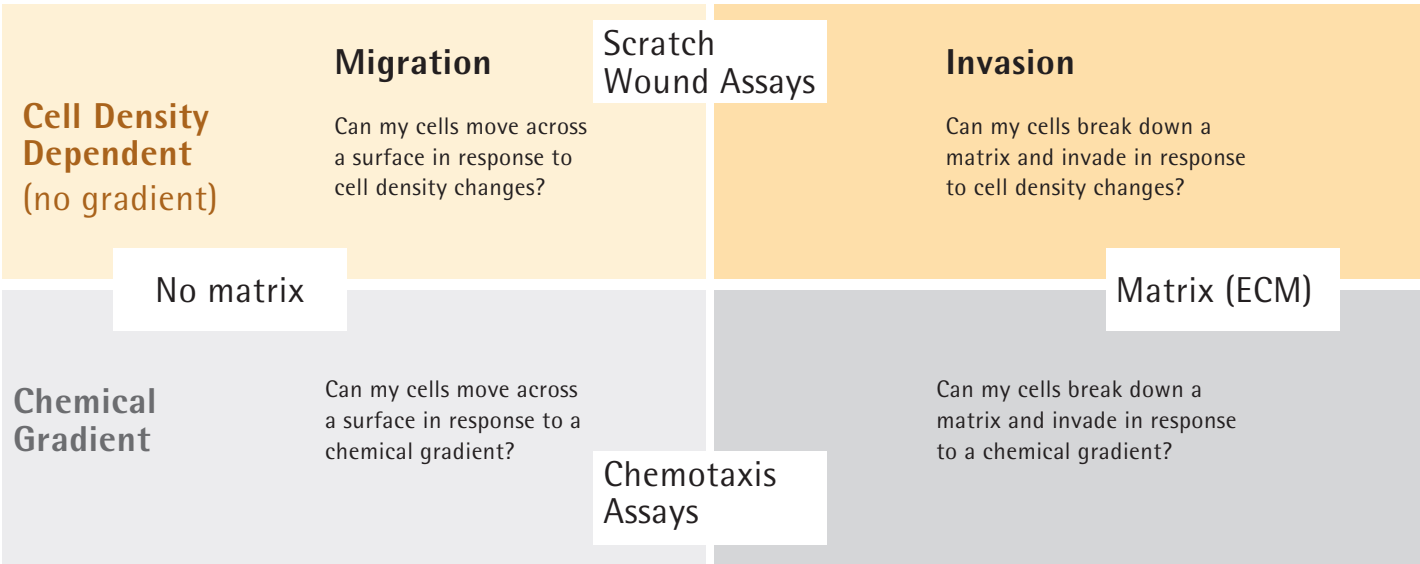 Migration
Scratch
Wound Assays
Invasion
Cell Density
Dependent
(no gradient)
Can my cells move across
a surface in response to
cell density changes?
Can my cells break down a
matrix and invade in response
to cell density changes?
No matrix
Matrix (ECM)
Chemical
Gradient
Can my cells move across
a surface in response to a
chemical gradient?
Chemotaxis
Assays
Can my cells break down a
matrix and invade in response
to a chemical gradient?